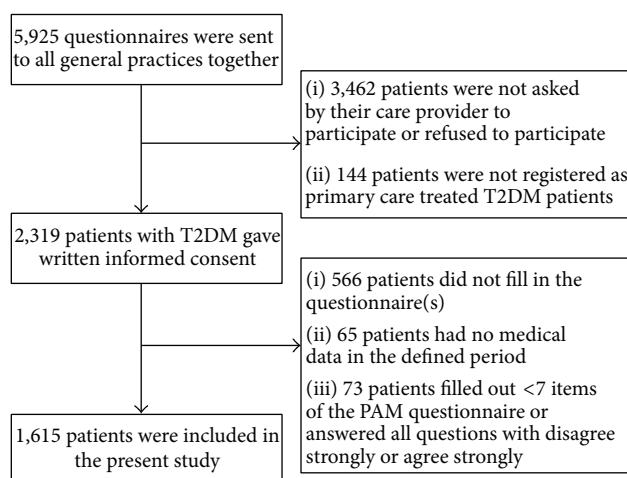 5,925 questionnaires were sent
to all general practices together
(i) 3,462 patients were not asked
by their care provider to
participate or refused to participate
(ii) 144 patients were not registered as
primary care treated T2DM patients
2,319 patients with T2DM gave
written informed consent
(i) 566 patients did not fill in the
questionnaire(s)
(ii) 65 patients had no medical
data in the defined period
(iii) 73 patients filled out <7 items
of the PAM questionnaire or
answered all questions with disagree
strongly or agree strongly
1,615 patients were included in
the present study